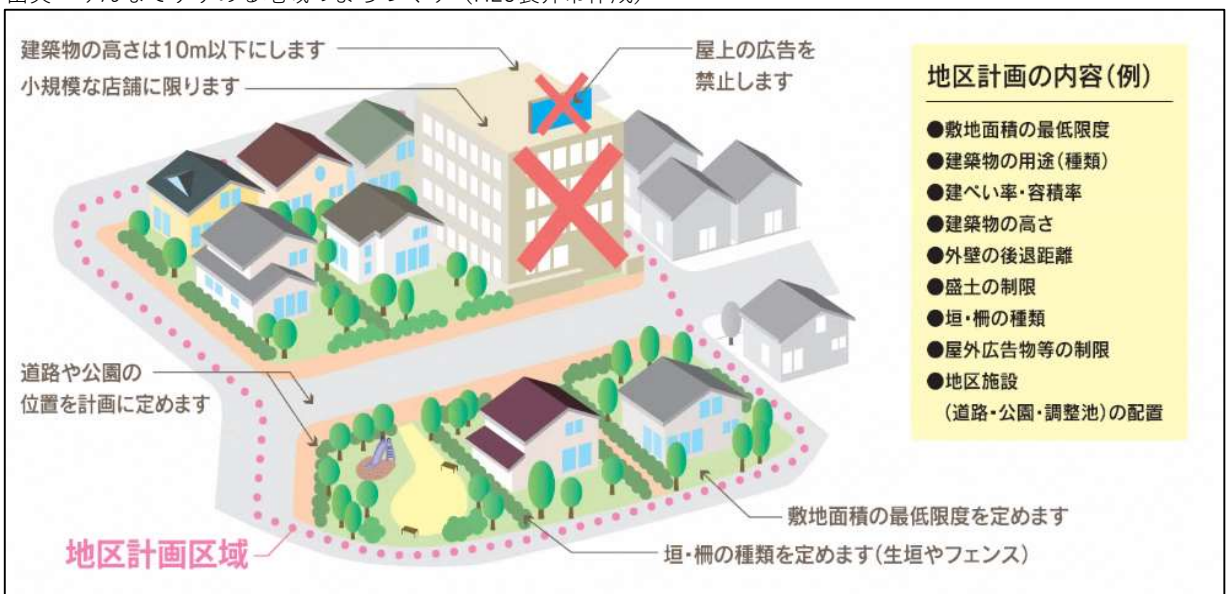 建築物の高さは10m以下にします
小規模な店舗に限ります
屋上の広告を
禁止します
地区計画の内容(例)
●敷地面積の最低限度
●建築物の用途(種類)
●建ぺい率・容積率
●建築物の高さ
●外壁の後退距離
●盛土の制限
●垣・柵の種類
●屋外広告物等の制限
●地区施設
(道路・公園・調整池)の配置
道路や公園の
位置を計画に定めます
敷地面積の最低限度を定めます
垣・柵の種類を定めます(生垣やフェンス)
地区計画区域